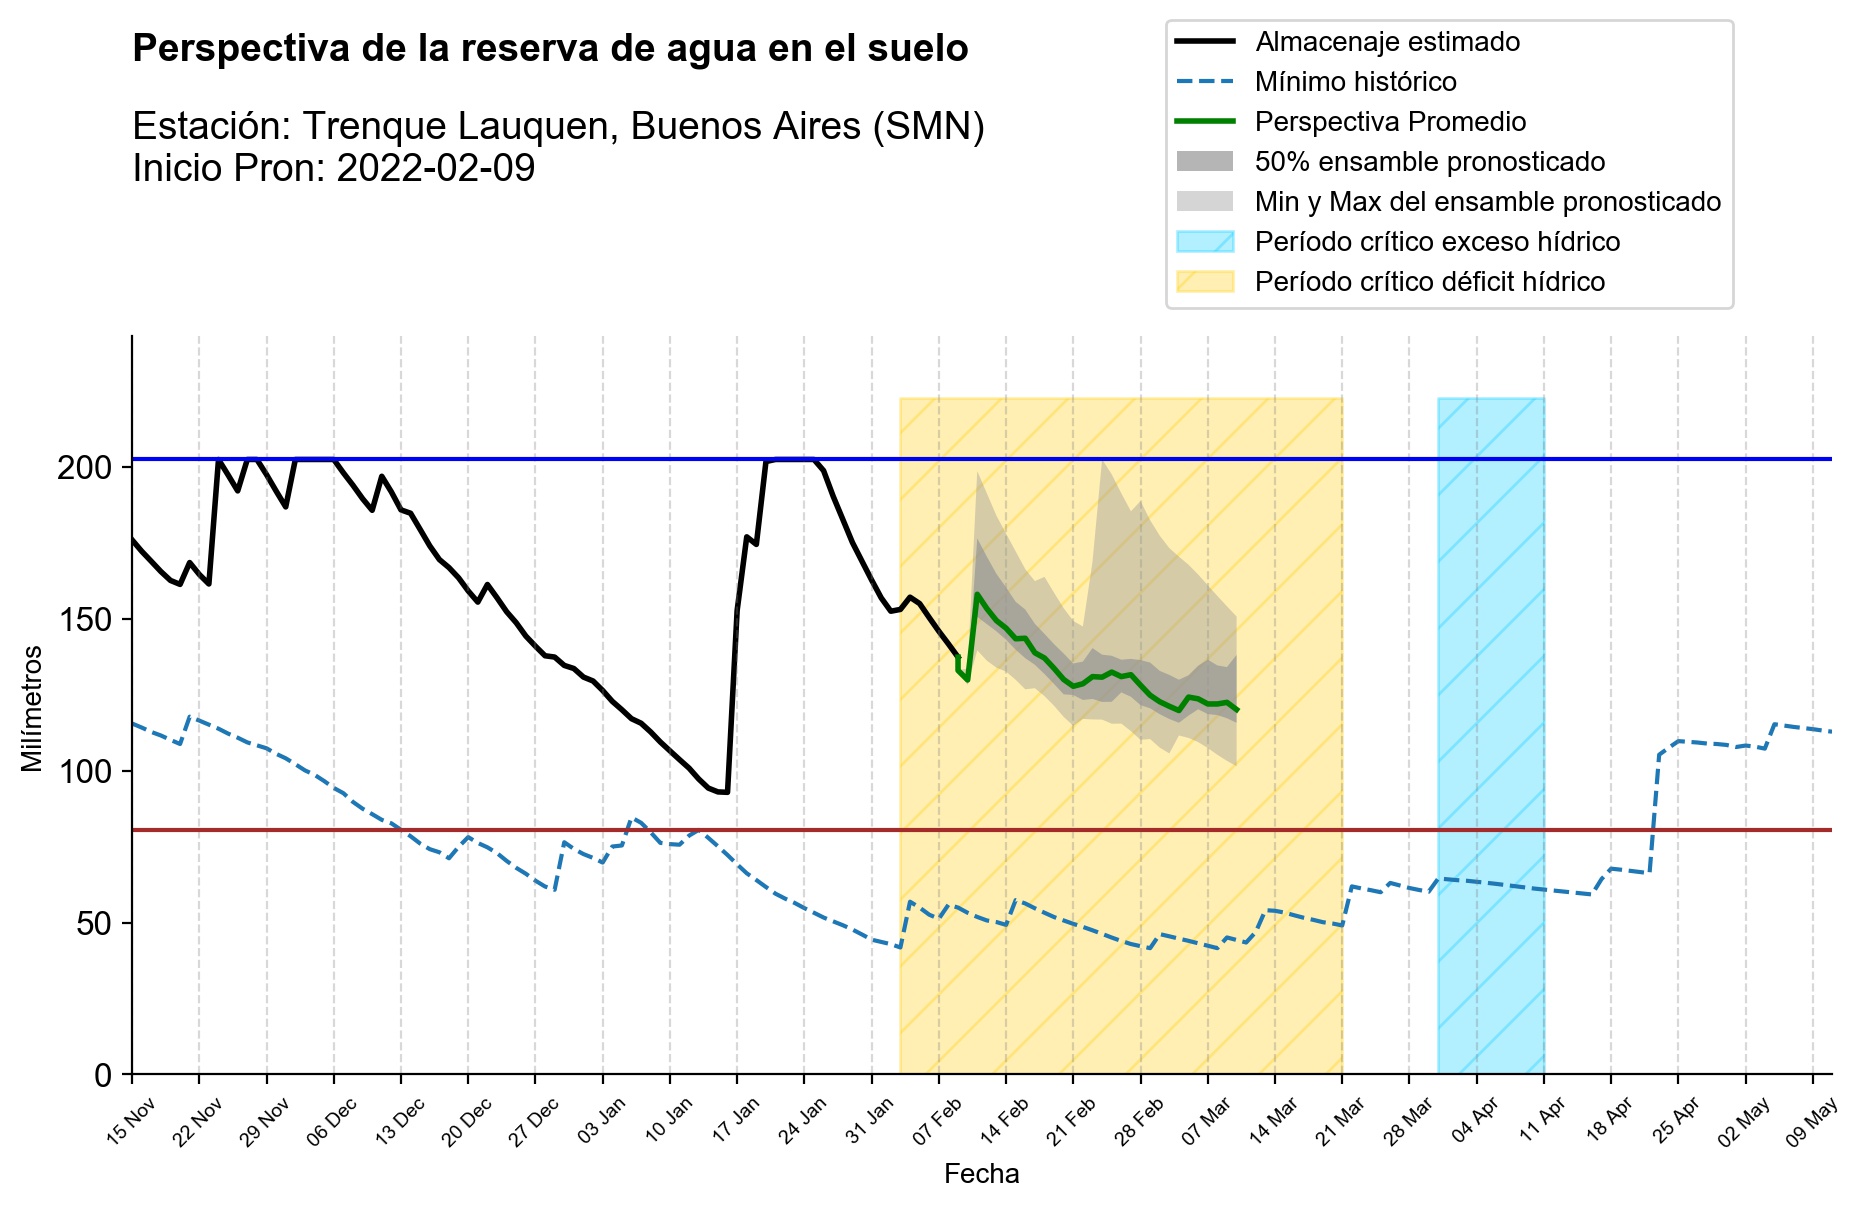 Perspectiva de la reserva de agua en el suelo
Estación: Trenque Lauquen, Buenos Aires (SMN)
Inicio Pron: 2022-02-09
Almacenaje estimado
Mínimo histórico
Perspectiva Promedio
50% ensamble pronosticado
Min y Max del ensamble pronosticado
Período crítico exceso hídrico
Período crítico déficit hídrico
Milímetros
200
150
100
50
0
15 Nov
22 Nov
29 Nov
06 Dec
13 Dec
20 Dec
27 Dec
03 Jan
10 Jan
17 Jan
24 Jan
31 Jan
07 Feb
14 Feb
21 Feb
28 Feb
07 Mar
14 Mar
21 Mar
28 Mar
04 Apr
11 Apr
18 Apr
25 Apr
02 May
09 May
Fecha